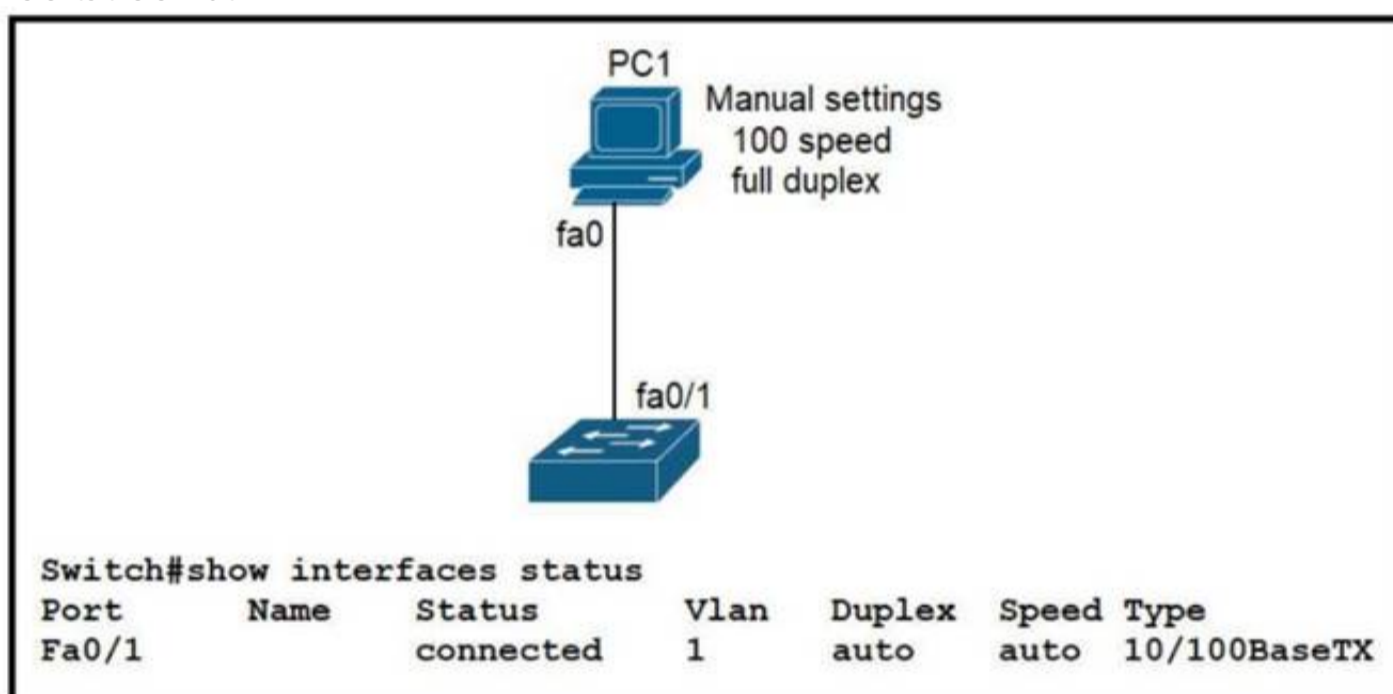 PC1
Manual settings
100 speed
full duplex
fa0
fa0/1
Switch#show interfaces status
Port Name Status Vlan Duplex Speed Type
Fa0/1 connected 1 auto auto 10/100BaseTX